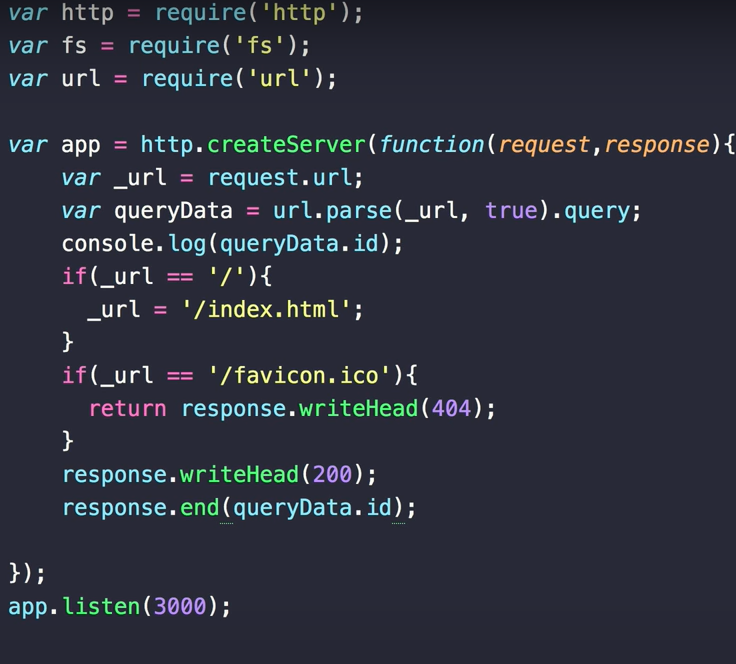 var http = require('http');
var fs = require('fs');
var url = require('url');
var app = http.createServer(function(request,response){
    var _url = request.url;
    var queryData = url.parse(_url, true).query;
    console.log(queryData.id);
    if(_url == '/'){
      _url = '/index.html';
    }
    if(_url == '/favicon.ico'){
      return response.writeHead(404);
    }
    response.writeHead(200);
    response.end(queryData.id);
});
app.listen(3000);